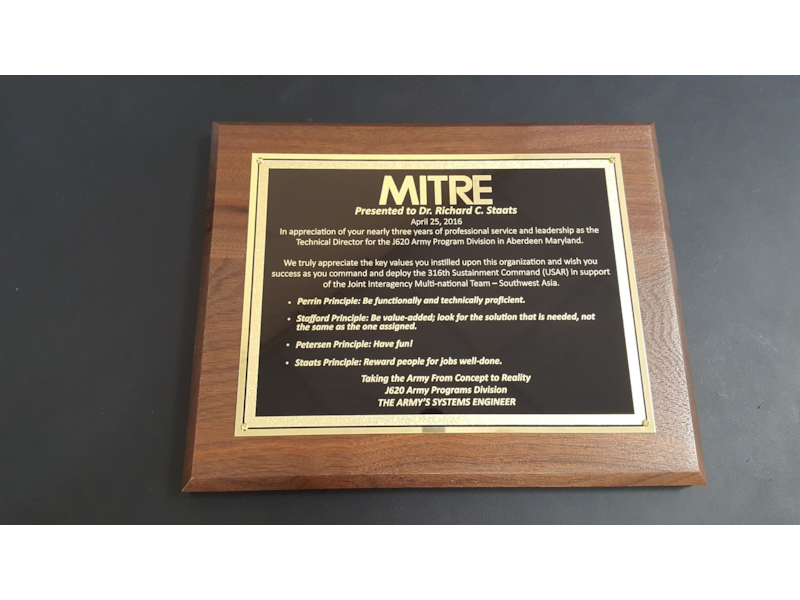 MITRE
Presented to Dr. Richard C. Staats
April 25, 2016
In appreciation of your nearly three years of professional service and leadership as the
Technical Director for the J620 Army Program Division in Aberdeen Maryland.
We truly appreciate the key values you instilled upon this organization and wish you
success as you command and deploy the 316th Sustainment Command (USAR) in support
of the Joint Interagency Multi-national Team – Southwest Asia.
• Perrin Principle: Be functionally and technically proficient.
• Stafford Principle: Be value-added; look for the solution that is needed, not
the same as the one assigned.
• Petersen Principle: Have fun!
• Staats Principle: Reward people for jobs well-done.
Taking the Army From Concept to Reality
J620 Army Programs Division
THE ARMY'S SYSTEMS ENGINEER